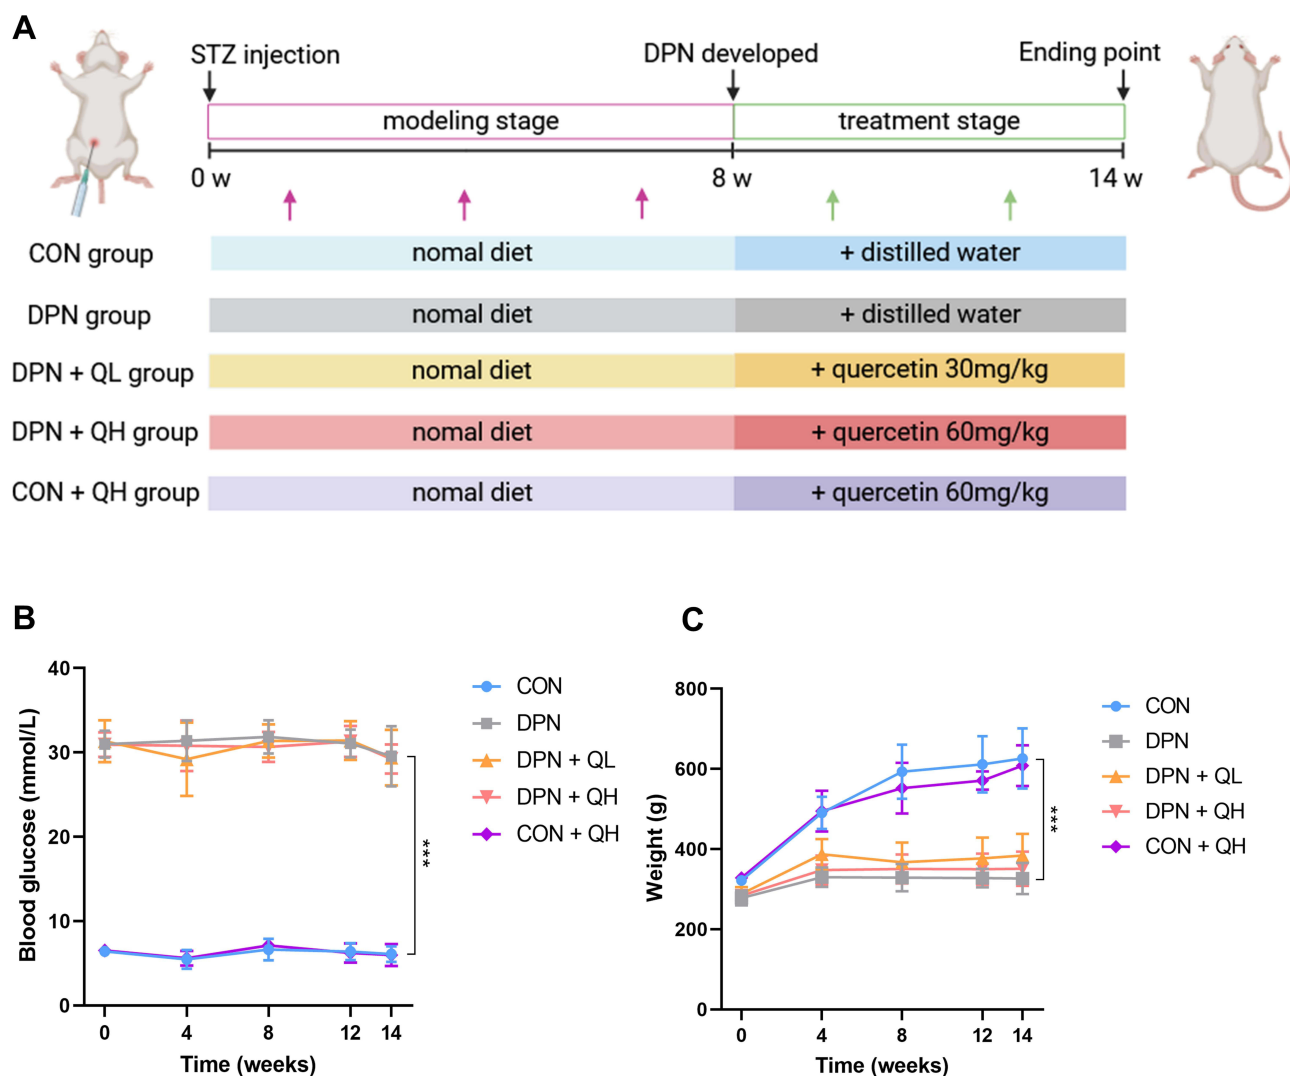 A
STZ injection
DPN developed
Ending point
modeling stage
treatment stage
0 w
8 w
14 w
CON group
nomal diet
+ distilled water
DPN group
nomal diet
+ distilled water
DPN + QL group
nomal diet
+ quercetin 30mg/kg
DPN + QH group
nomal diet
+ quercetin 60mg/kg
CON + QH group
nomal diet
+ quercetin 60mg/kg
B
Blood glucose (mmol/L)
40
30
20
10
0
0
4
8
12
14
Time (weeks)
***
CON
DPN
DPN + QL
DPN + QH
CON + QH
C
Weight (g)
800
600
400
200
0
0
4
8
12
14
Time (weeks)
***
CON
DPN
DPN + QL
DPN + QH
CON + QH